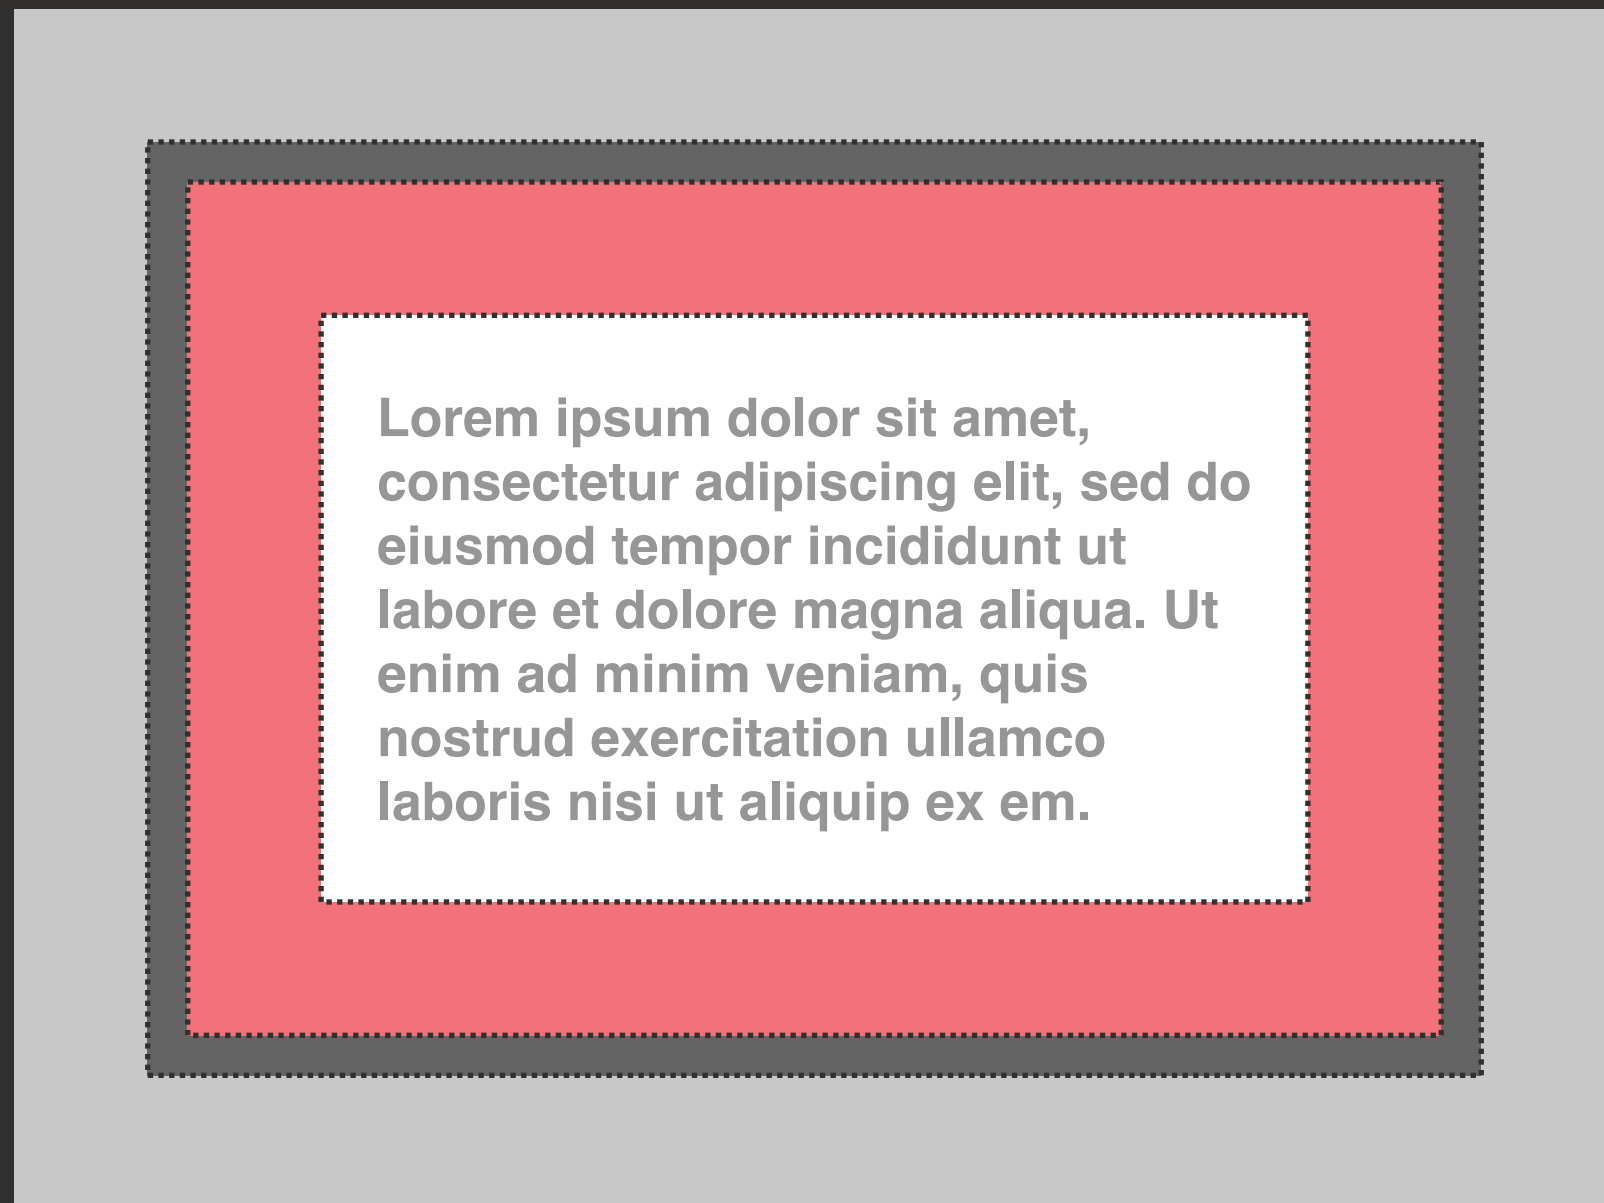 Lorem ipsum dolor sit amet,
consectetur adipiscing elit, sed do
eiusmod tempor incididunt ut
labore et dolore magna aliqua. Ut
enim ad minim veniam, quis
nostrud exercitation ullamco
laboris nisi ut aliquip ex em.